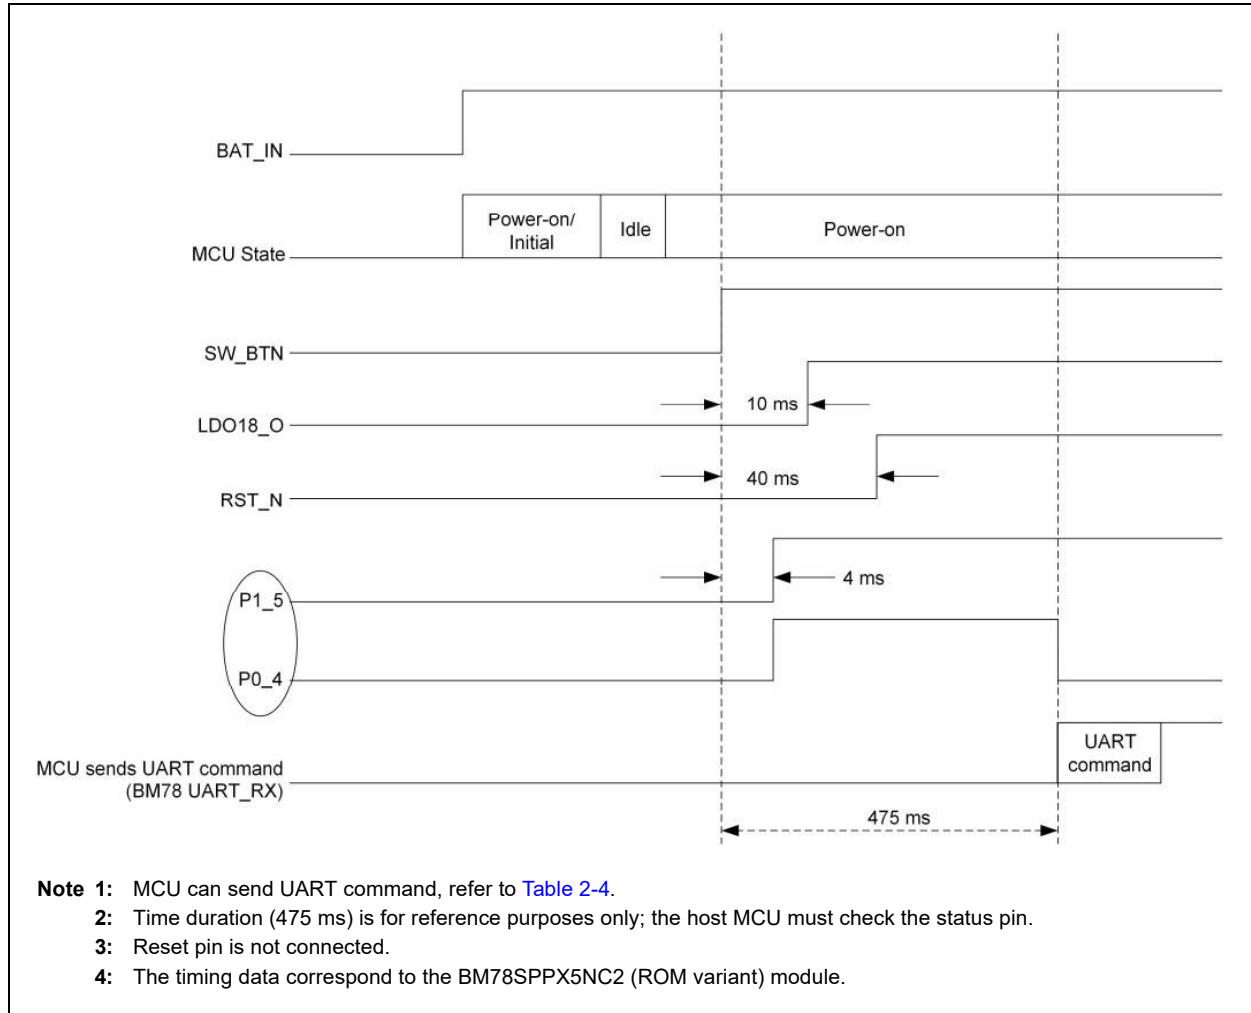 BAT_IN
Power-on/
Initial
Idle
Power-on
MCU State
SW_BTN
10 ms
LDO18_O
40 ms
RST_N
4 ms
P1_5
P0_4
UART
command
MCU sends UART command
(BM78 UART_RX)
475 ms
Note 1: MCU can send UART command, refer to Table 2-4.
2: Time duration (475 ms) is for reference purposes only; the host MCU must check the status pin.
3: Reset pin is not connected.
4: The timing data correspond to the BM78SPPX5NC2 (ROM variant) module.